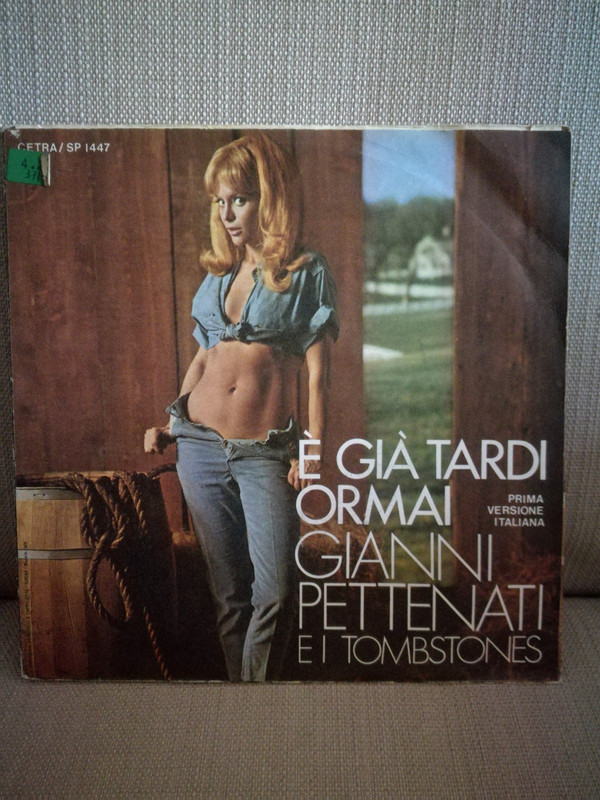 CETRA/SP 1447
È GIÀ TARDI
ORMAI
PRIMA
VERSIONE
ITALIANA
GIANNI
PETTENATI
E I TOMBSTONES